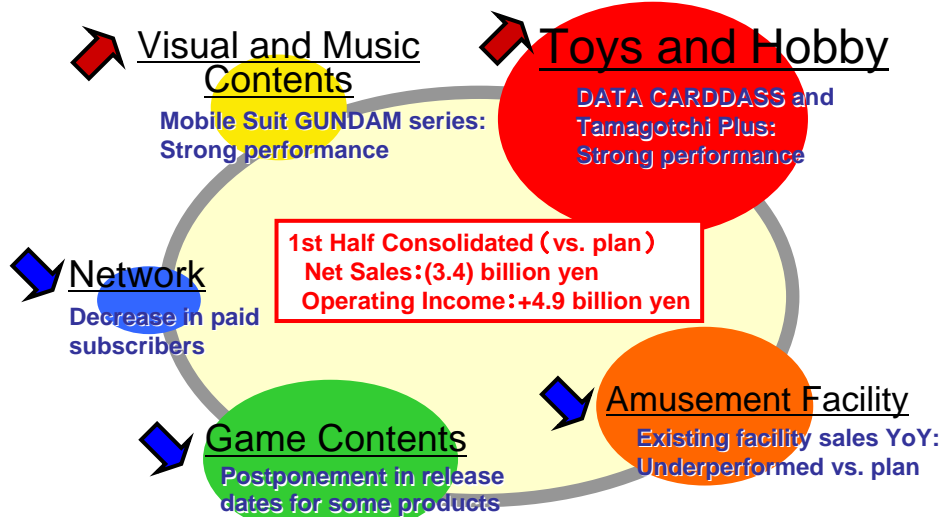 Visual and Music
Contents
Mobile Suit GUNDAM series:
Strong performance
Toys and Hobby
DATA CARDDASS and
Tamagotchi Plus:
Strong performance
1st Half Consolidated（vs. plan）
Net Sales：(3.4) billion yen
Operating Income：+4.9 billion yen
Network
Decrease in paid
subscribers
Amusement Facility
Existing facility sales YoY:
Underperformed vs. plan
Game Contents
Postponement in release
dates for some products